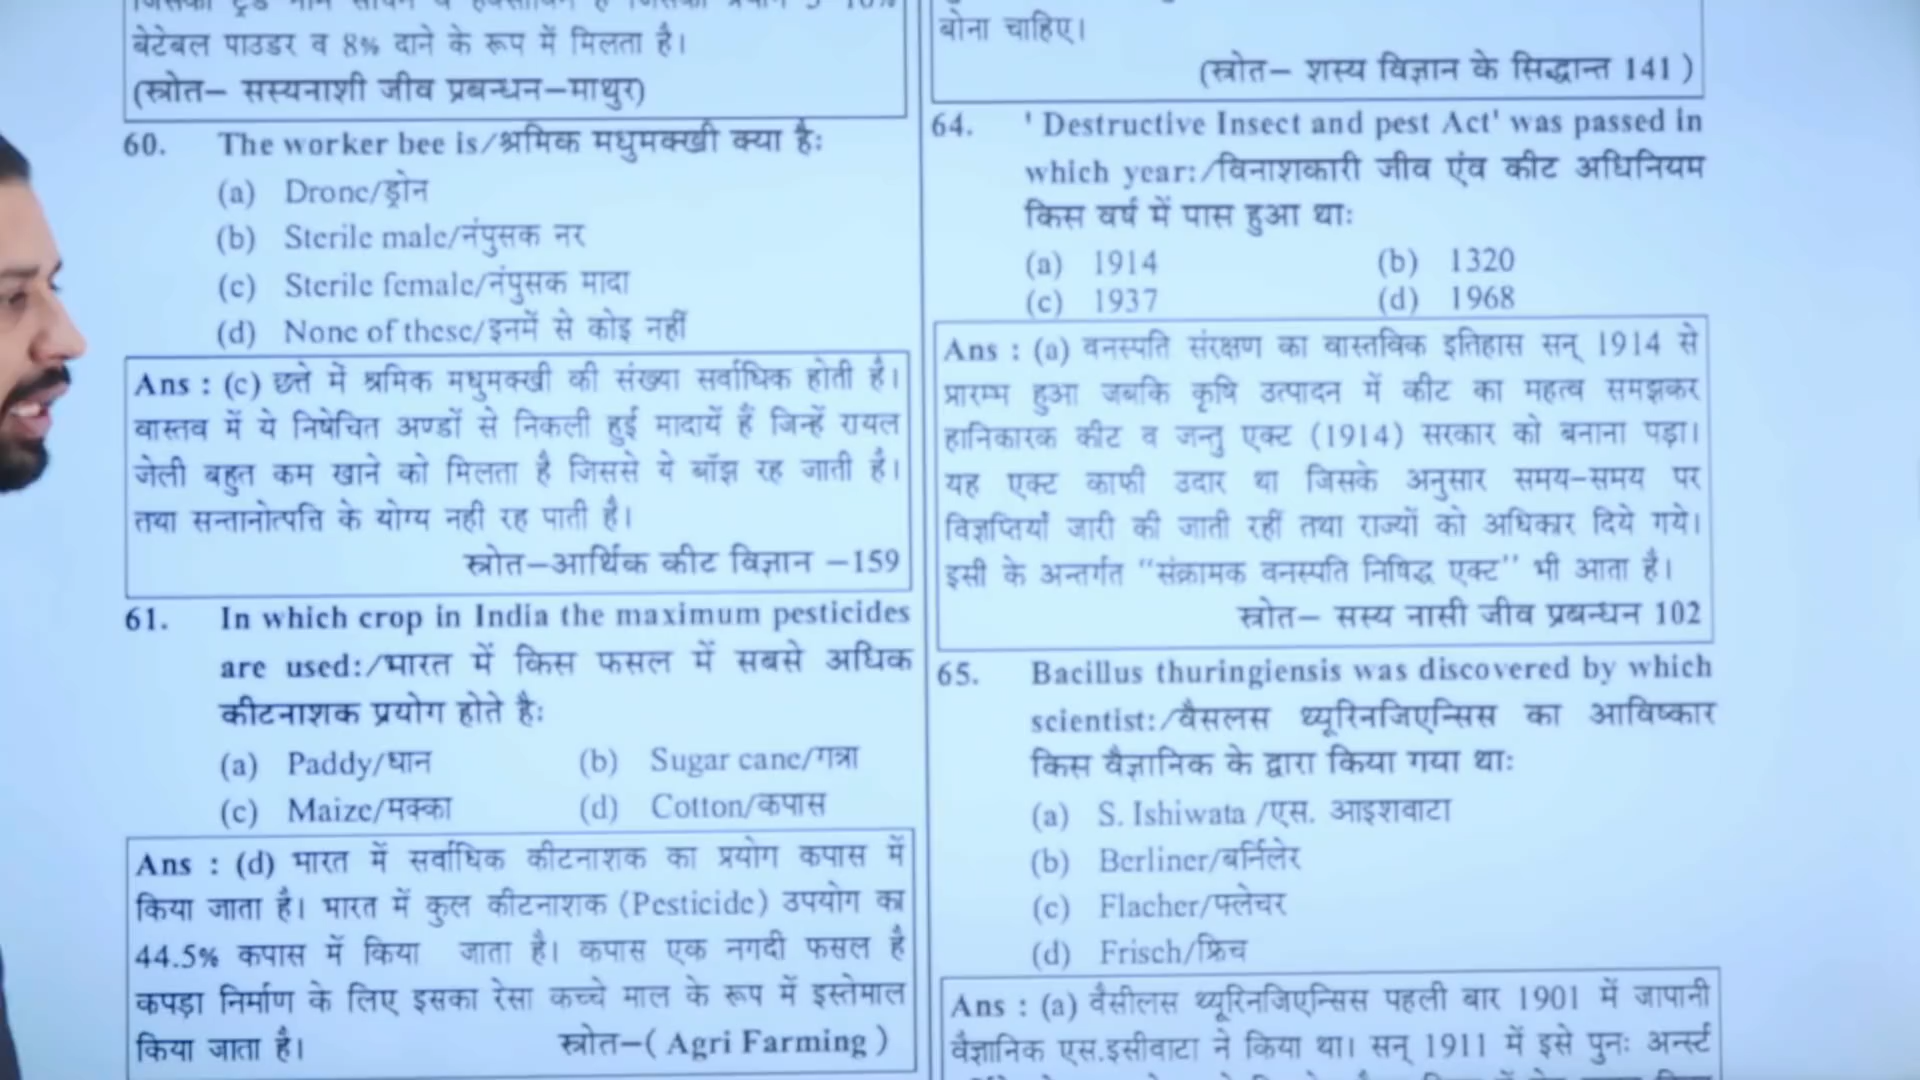 बेटेबल पाउडर व 8% दाने के रूप में मिलता है।
(स्त्रोत– सस्यनाशी जीव प्रबन्धन–माथुर)
60. The worker bee is/श्रमिक मधुमक्खी क्या है:
(a) Drone/ड्रोन
(b) Sterile male/नंपुसक नर
(c) Sterile female/नंपुसक मादा
(d) None of these/इनमें से कोइ नहीं
Ans : (c) छत्ते में श्रमिक मधुमक्खी की संख्या सर्वाधिक होती है।
वास्तव में ये निषेचित अण्डों से निकली हुई मादायें हैं जिन्हें रायल
जेली बहुत कम खाने को मिलता है जिससे ये बाँझ रह जाती है।
तथा सन्तानोत्पत्ति के योग्य नही रह पाती है।
स्त्रोत–आर्थिक कीट विज्ञान –159
61. In which crop in India the maximum pesticides
are used:/भारत में किस फसल में सबसे अधिक
कीटनाशक प्रयोग होते है:
(a) Paddy/धान (b) Sugar cane/गन्ना
(c) Maize/मक्का (d) Cotton/कपास
Ans : (d) भारत में सर्वाधिक कीटनाशक का प्रयोग कपास में
किया जाता है। भारत में कुल कीटनाशक (Pesticide) उपयोग का
44.5% कपास में किया जाता है। कपास एक नगदी फसल है
कपड़ा निर्माण के लिए इसका रेसा कच्चे माल के रूप में इस्तेमाल
किया जाता है। स्त्रोत–( Agri Farming )
बोना चाहिए।
(स्त्रोत– शस्य विज्ञान के सिद्धान्त 141 )
64. ' Destructive Insect and pest Act' was passed in
which year:/विनाशकारी जीव एंव कीट अधिनियम
किस वर्ष में पास हुआ था:
(a) 1914 (b) 1320
(c) 1937 (d) 1968
Ans : (a) वनस्पति संरक्षण का वास्तविक इतिहास सन् 1914 से
प्रारम्भ हुआ जबकि कृषि उत्पादन में कीट का महत्व समझकर
हानिकारक कीट व जन्तु एक्ट (1914) सरकार को बनाना पड़ा।
यह एक्ट काफी उदार था जिसके अनुसार समय-समय पर
विज्ञप्तियाँ जारी की जाती रहीं तथा राज्यों को अधिकार दिये गये।
इसी के अन्तर्गत “संक्रामक वनस्पति निषिद्ध एक्ट” भी आता है।
स्त्रोत– सस्य नासी जीव प्रबन्धन 102
65. Bacillus thuringiensis was discovered by which
scientist:/वैसलस थ्यूरिनजिएन्सिस का आविष्कार
किस वैज्ञानिक के द्वारा किया गया था:
(a) S. Ishiwata /एस. आइशवाटा
(b) Berliner/बर्निलेर
(c) Flacher/फ्लेचर
(d) Frisch/फ्रिच
Ans : (a) वैसीलस थ्यूरिनजिएन्सिस पहली बार 1901 में जापानी
वैज्ञानिक एस.इसीवाटा ने किया था। सन् 1911 में इसे पुनः अर्न्स्ट